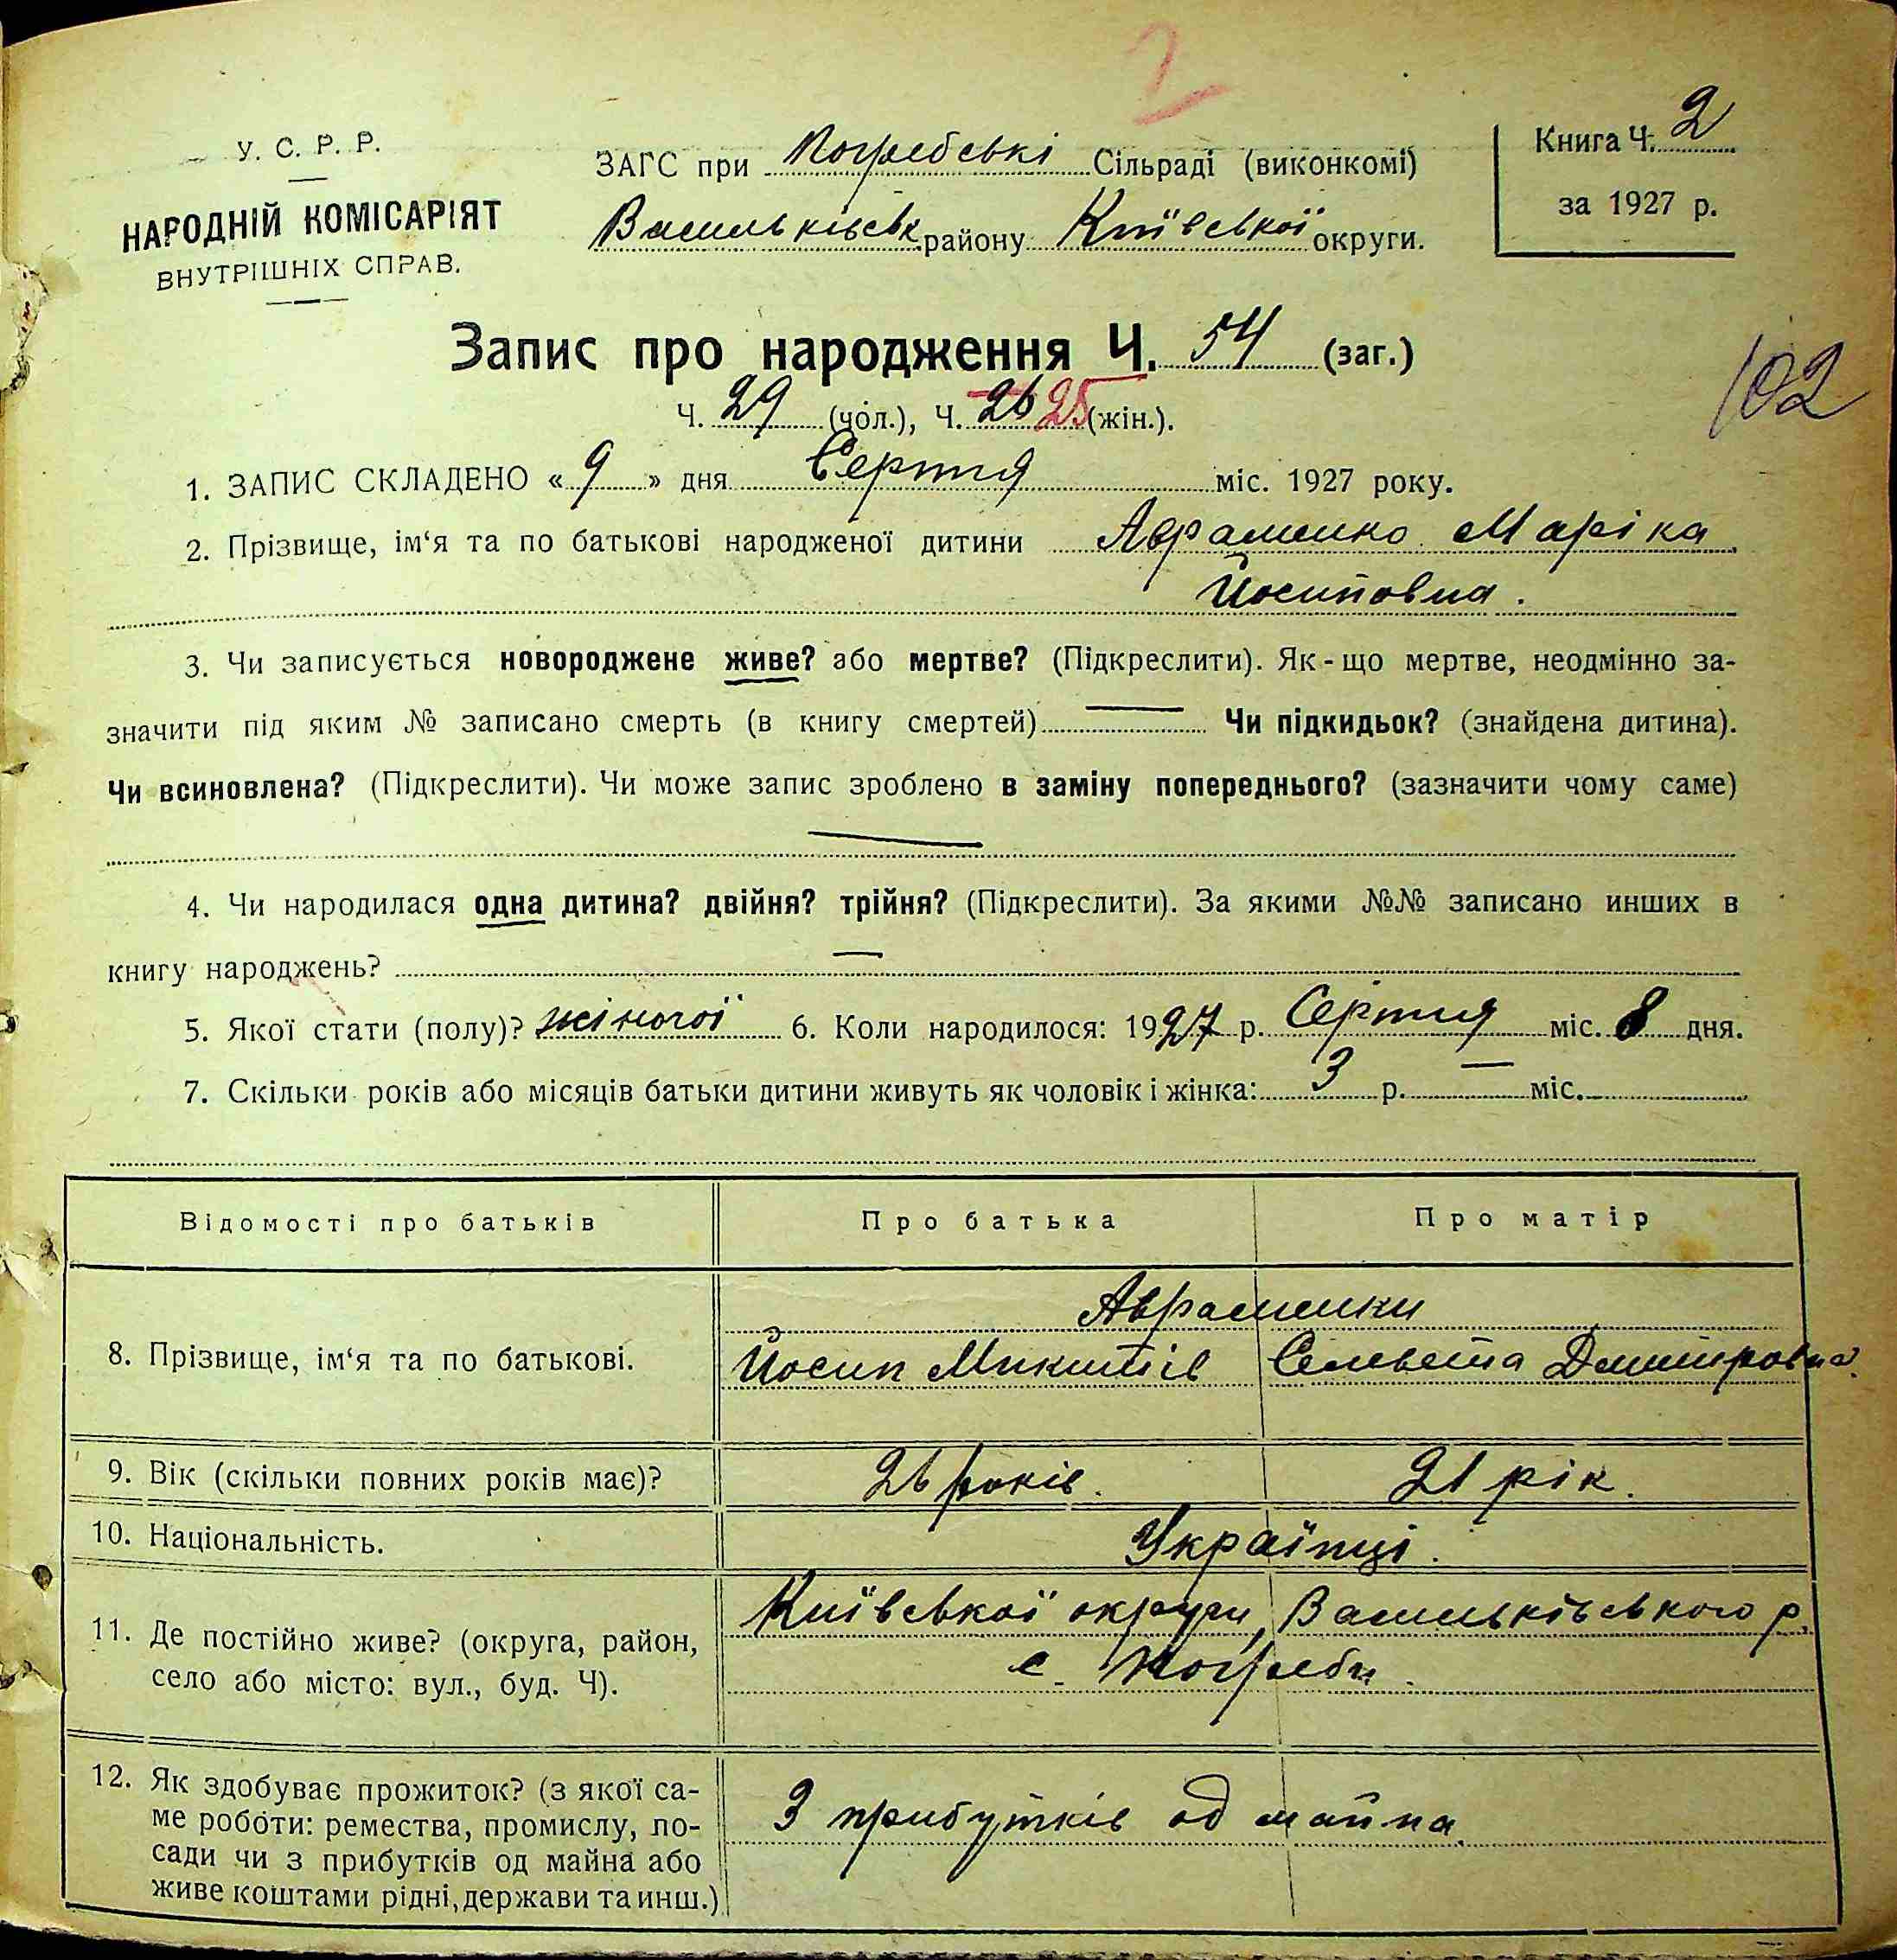 2
У. С. Р. Р.
НАРОДНІЙ КОМІСАРІЯТ
ВНУТРІШНІХ СПРАВ.
ЗАГС при Погребські Сільраді (виконкомі)
Васильківськ. району Київської округи.
Книга Ч. 2
за 1927 р.
Запис про народження Ч. 54 (заг.)
102
Ч. 29 (чол.), Ч. 26 25 (жін.).
1. ЗАПИС СКЛАДЕНО « 9 » дня Серпня міс. 1927 року.
2. Прізвище, ім‘я та по батькові народженої дитини Авраменко Маріка
Йосиповна.
3. Чи записується новороджене живе? або мертве? (Підкреслити). Як-що мертве, неодмінно за-
значити під яким № записано смерть (в книгу смертей) — Чи підкидьок? (знайдена дитина).
Чи всиновлена? (Підкреслити). Чи може запис зроблено в заміну попереднього? (зазначити чому саме)
—
4. Чи народилася одна дитина? двійня? трійня? (Підкреслити). За якими №№ записано инших в
книгу народжень? —
5. Якої стати (полу)? жіночої 6. Коли народилося: 1927 р. Серпня міс. 8 дня.
7. Скільки років або місяців батьки дитини живуть як чоловік і жінка: 3 р. — міс.
Відомості про батьків Про батька Про матір
Авраменки
8. Прізвище, ім‘я та по батькові. Йосип Микитів Селевета Дмитровна.
9. Вік (скільки повних років має)? 26 років. 21 рік.
10. Національність. Українці.
Київської округи, Васильківського р.
11. Де постійно живе? (округа, район,
с. Погреби.
село або місто: вул., буд. Ч).
12. Як здобуває прожиток? (з якої са-
ме роботи: ремества, промислу, по-
З прибутків од майна.
сади чи з прибутків од майна або
живе коштами рідні, держави та инш.)